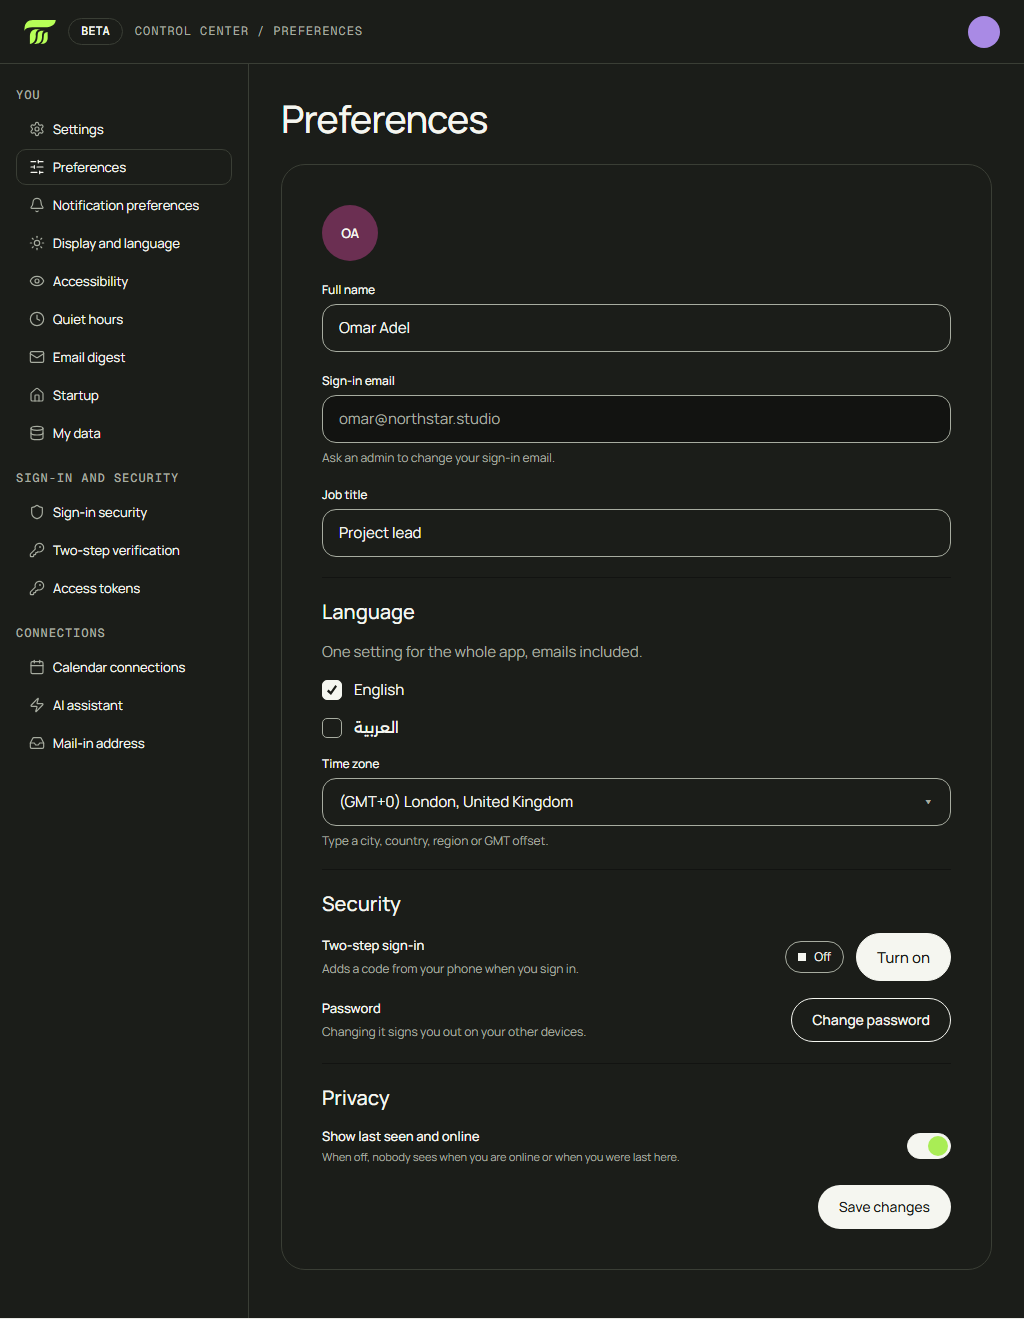 BETA
CONTROL CENTER / PREFERENCES
YOU
Settings
Preferences
Notification preferences
Display and language
Accessibility
Quiet hours
Email digest
Startup
My data
SIGN-IN AND SECURITY
Sign-in security
Two-step verification
Access tokens
CONNECTIONS
Calendar connections
AI assistant
Mail-in address
Preferences
OA
Full name
Omar Adel
Sign-in email
omar@northstar.studio
Ask an admin to change your sign-in email.
Job title
Project lead
Language
One setting for the whole app, emails included.
English
العربية
Time zone
(GMT+0) London, United Kingdom
Type a city, country, region or GMT offset.
Security
Two-step sign-in
Off
Turn on
Adds a code from your phone when you sign in.
Password
Change password
Changing it signs you out on your other devices.
Privacy
Show last seen and online
When off, nobody sees when you are online or when you were last here.
Save changes